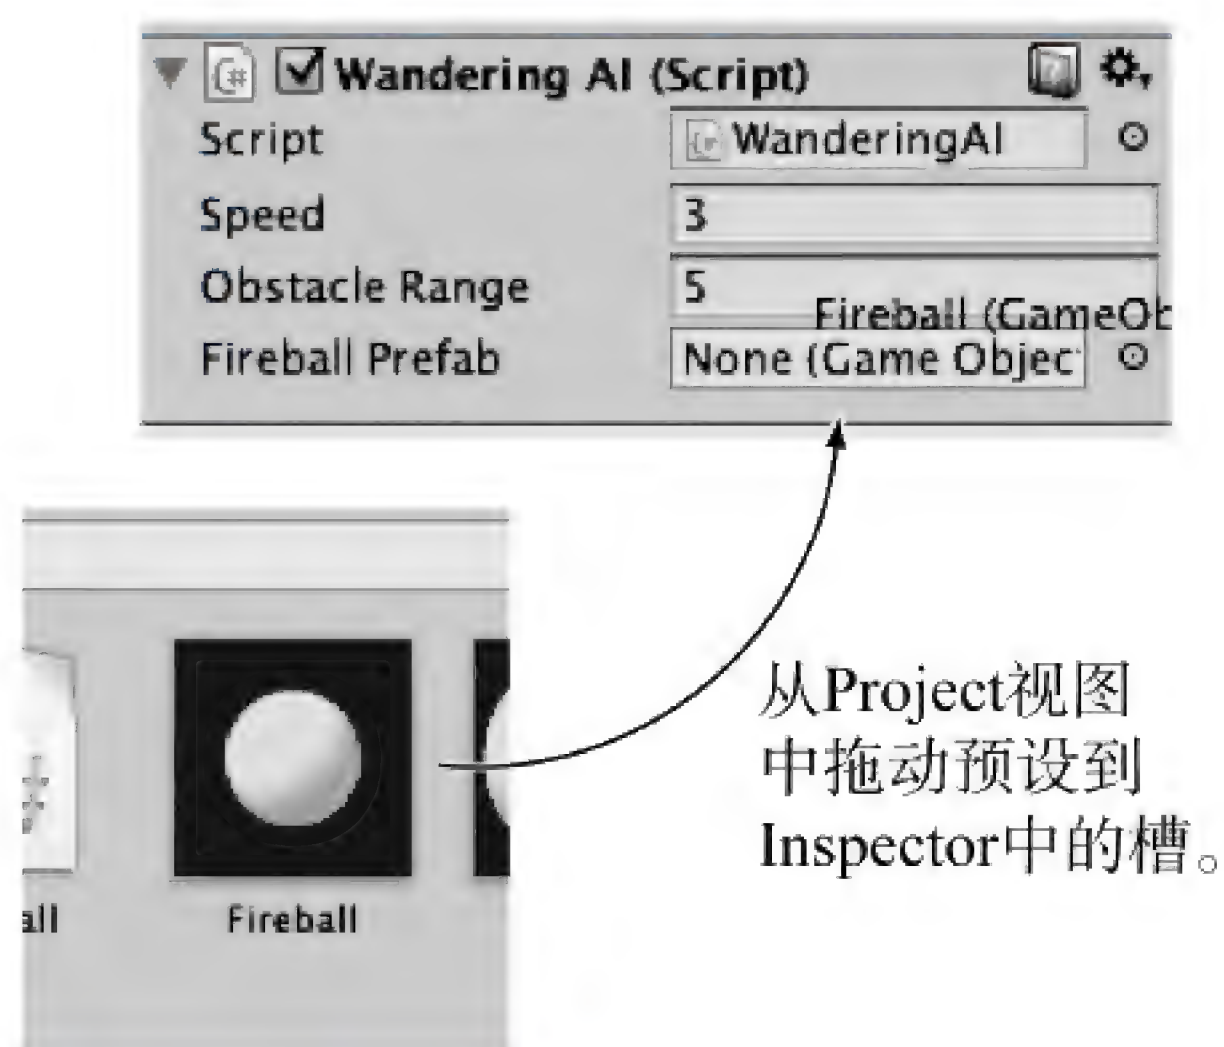 Wandering AI (Script)
Script
WanderingAI
Speed
3
Obstacle Range
5
Fireball (GameOb
Fireball Prefab
None (Game Objec
从Project视图
中拖动预设到
Inspector中的槽。
all
Fireball